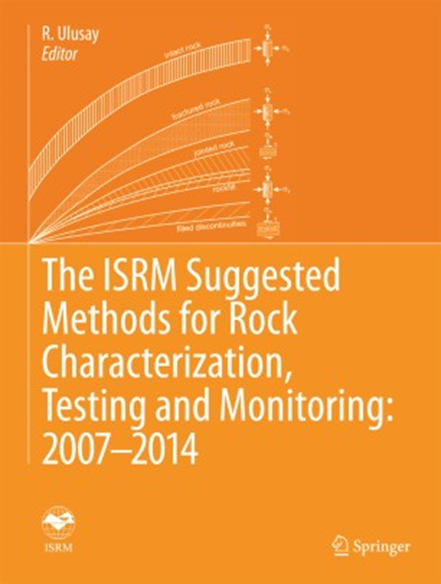 R. Ulusay
Editor
intact rock
fractured rock
jointed rock
rockfill
filled discontinuities
The ISRM Suggested
Methods for Rock
Characterization,
Testing and Monitoring:
2007–2014
ISRM
Springer